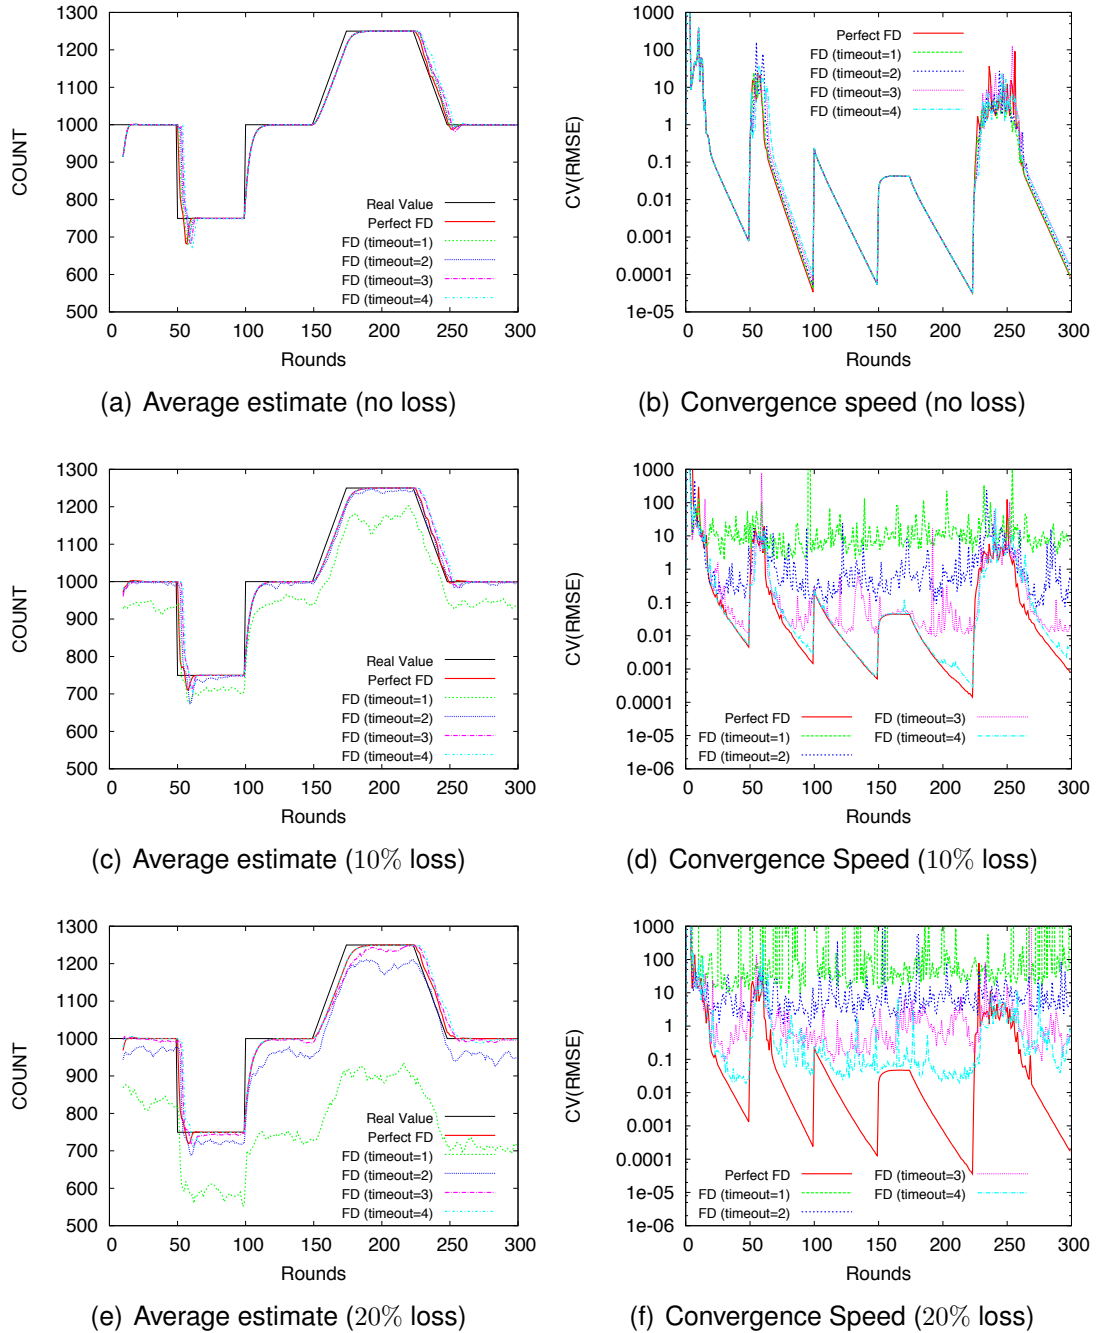 1300
1200
1100
1000
900
800
700
600
500
COUNT
Real Value
Perfect FD
FD (timeout=1)
FD (timeout=2)
FD (timeout=3)
FD (timeout=4)
0 50 100 150 200 250 300
Rounds
(a) Average estimate (no loss)
1000
100
10
1
0.1
0.01
0.001
0.0001
1e-05
CV(RMSE)
Perfect FD
FD (timeout=1)
FD (timeout=2)
FD (timeout=3)
FD (timeout=4)
0 50 100 150 200 250 300
Rounds
(b) Convergence speed (no loss)
1300
1200
1100
1000
900
800
700
600
500
COUNT
Real Value
Perfect FD
FD (timeout=1)
FD (timeout=2)
FD (timeout=3)
FD (timeout=4)
0 50 100 150 200 250 300
Rounds
(c) Average estimate (10% loss)
1000
100
10
1
0.1
0.01
0.001
0.0001
1e-05
1e-06
CV(RMSE)
Perfect FD
FD (timeout=1)
FD (timeout=2)
FD (timeout=3)
FD (timeout=4)
0 50 100 150 200 250 300
Rounds
(d) Convergence Speed (10% loss)
1300
1200
1100
1000
900
800
700
600
500
COUNT
Real Value
Perfect FD
FD (timeout=1)
FD (timeout=2)
FD (timeout=3)
FD (timeout=4)
0 50 100 150 200 250 300
Rounds
(e) Average estimate (20% loss)
1000
100
10
1
0.1
0.01
0.001
0.0001
1e-05
1e-06
CV(RMSE)
Perfect FD
FD (timeout=1)
FD (timeout=2)
FD (timeout=3)
FD (timeout=4)
0 50 100 150 200 250 300
Rounds
(f) Convergence Speed (20% loss)